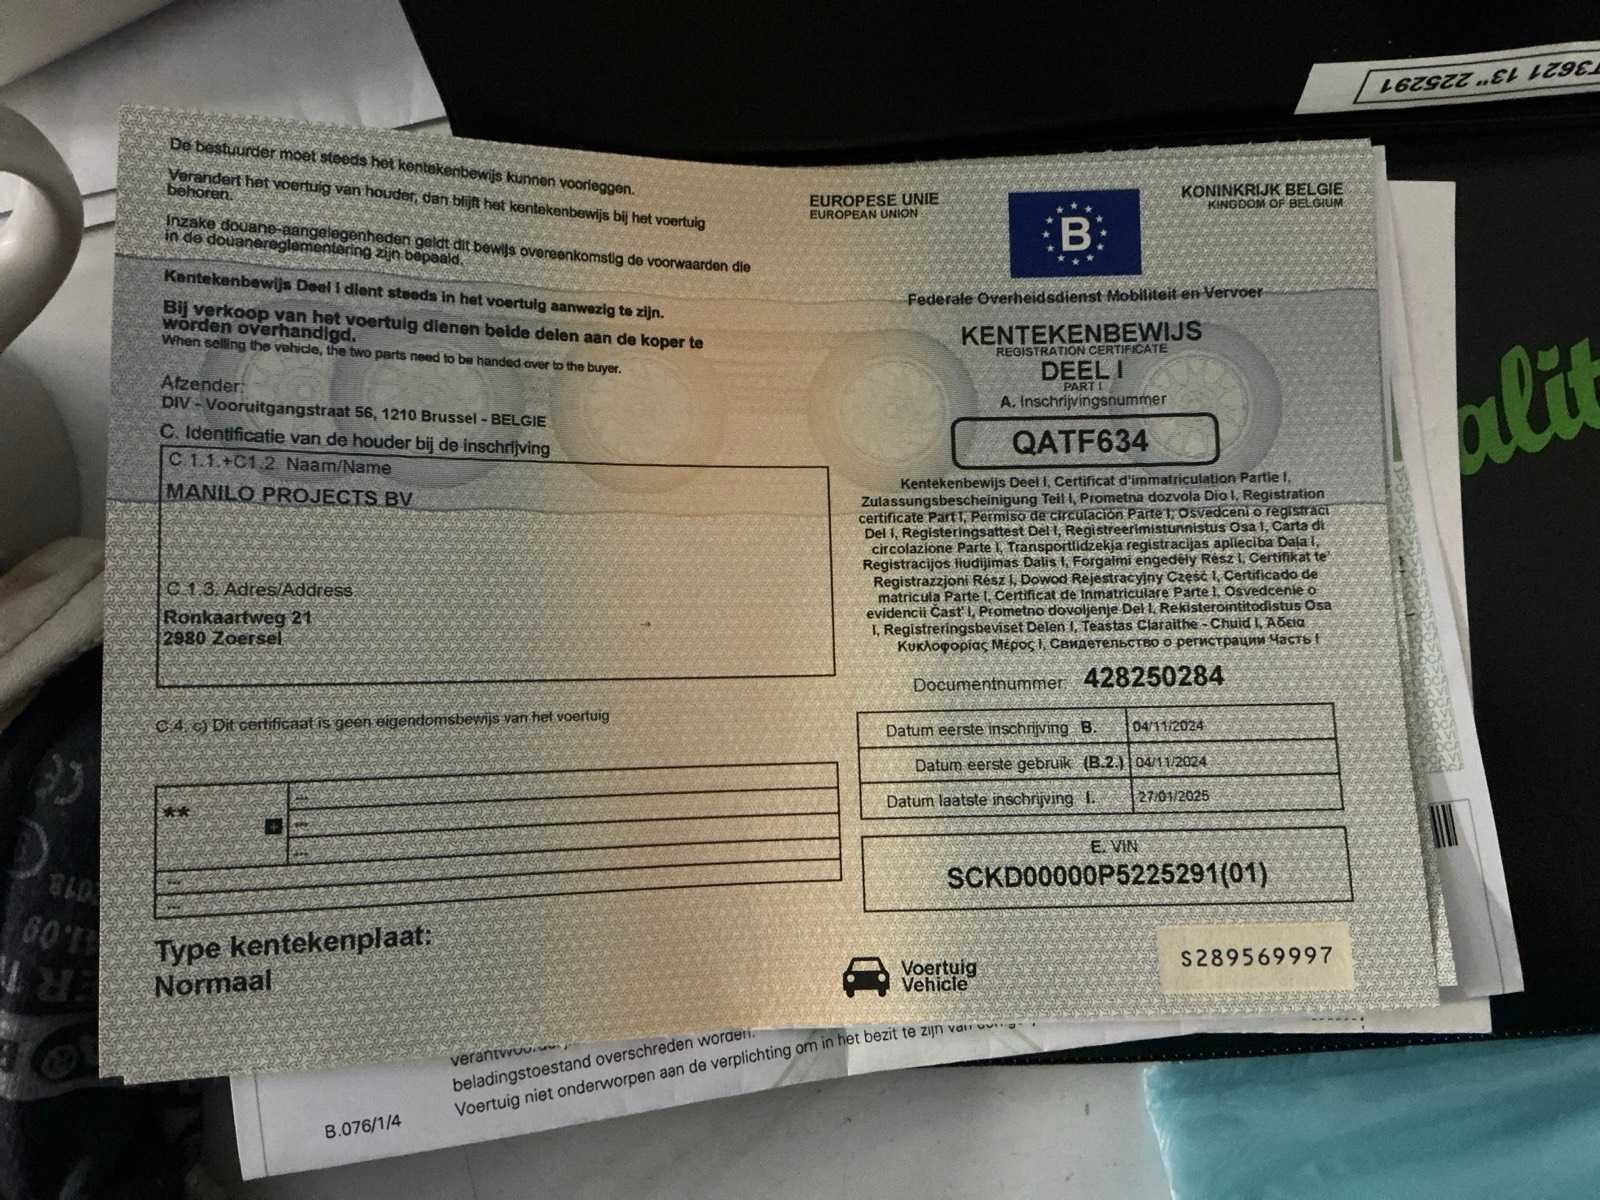 T3621 13" 225291
De bestuurder moet steeds het kentekenbewijs kunnen voorleggen.
Verandert het voertuig van houder, dan blijft het kentekenbewijs bij het voertuig
behoren.
Inzake douane-aangelegenheden geldt dit bewijs overeenkomstig de voorwaarden die
in de douanereglementering zijn bepaald.
Kentekenbewijs Deel I dient steeds in het voertuig aanwezig te zijn.
Bij verkoop van het voertuig dienen beide delen aan de koper te
worden overhandigd.
When selling the vehicle, the two parts need to be handed over to the buyer.
Afzender:
DIV - Vooruitgangstraat 56, 1210 Brussel - BELGIE
C. Identificatie van de houder bij de inschrijving
C.1.1.+C1.2. Naam/Name
MANILO PROJECTS BV
C.1.3. Adres/Address
Ronkaartweg 21
2980 Zoersel
C.4. c) Dit certificaat is geen eigendomsbewijs van het voertuig
**
---
---
---
---
---
Type kentekenplaat:
Normaal
EUROPESE UNIE
EUROPEAN UNION
B
KONINKRIJK BELGIE
KINGDOM OF BELGIUM
Federale Overheidsdienst Mobiliteit en Vervoer
KENTEKENBEWIJS
REGISTRATION CERTIFICATE
DEEL I
PART I
A. Inschrijvingsnummer
QATF634
Kentekenbewijs Deel I, Certificat d'immatriculation Partie I,
Zulassungsbescheinigung Teil I, Prometna dozvola Dio I, Registration
certificate Part I, Permiso de circulación Parte I, Osvedceni o registraci
Del I, Registeringsattest Del I, Registreerimistunnistus Osa I, Carta di
circolazione Parte I, Transportlidzekja registracijas aplieciba Dala I,
Registracijos liudijimas Dalis I, Forgalmi engedély Rész I, Certifikat te'
Registrazzjoni Rész I, Dowod Rejestracyjny Część I, Certificado de
matricula Parte I, Certificat de Inmatriculare Parte I, Osvedcenie o
evidencii Cast' I, Prometno dovoljenje Del I, Rekisterointitodistus Osa
I, Registreringsbeviset Delen I, Teastas Claraithe - Chuid I, Άδεια
Κυκλοφορίας Μέρος I, Свидетельство о регистрации Часть I
Documentnummer: 428250284
Datum eerste inschrijving B. 04/11/2024
Datum eerste gebruik (B.2.) 04/11/2024
Datum laatste inschrijving I. 27/01/2025
E. VIN
SCKD00000P5225291(01)
Voertuig
Vehicle
S289569997
beladingstoestand overschreden worden.
Voertuig niet onderworpen aan de verplichting om in het bezit te zijn van
B.076/1/4